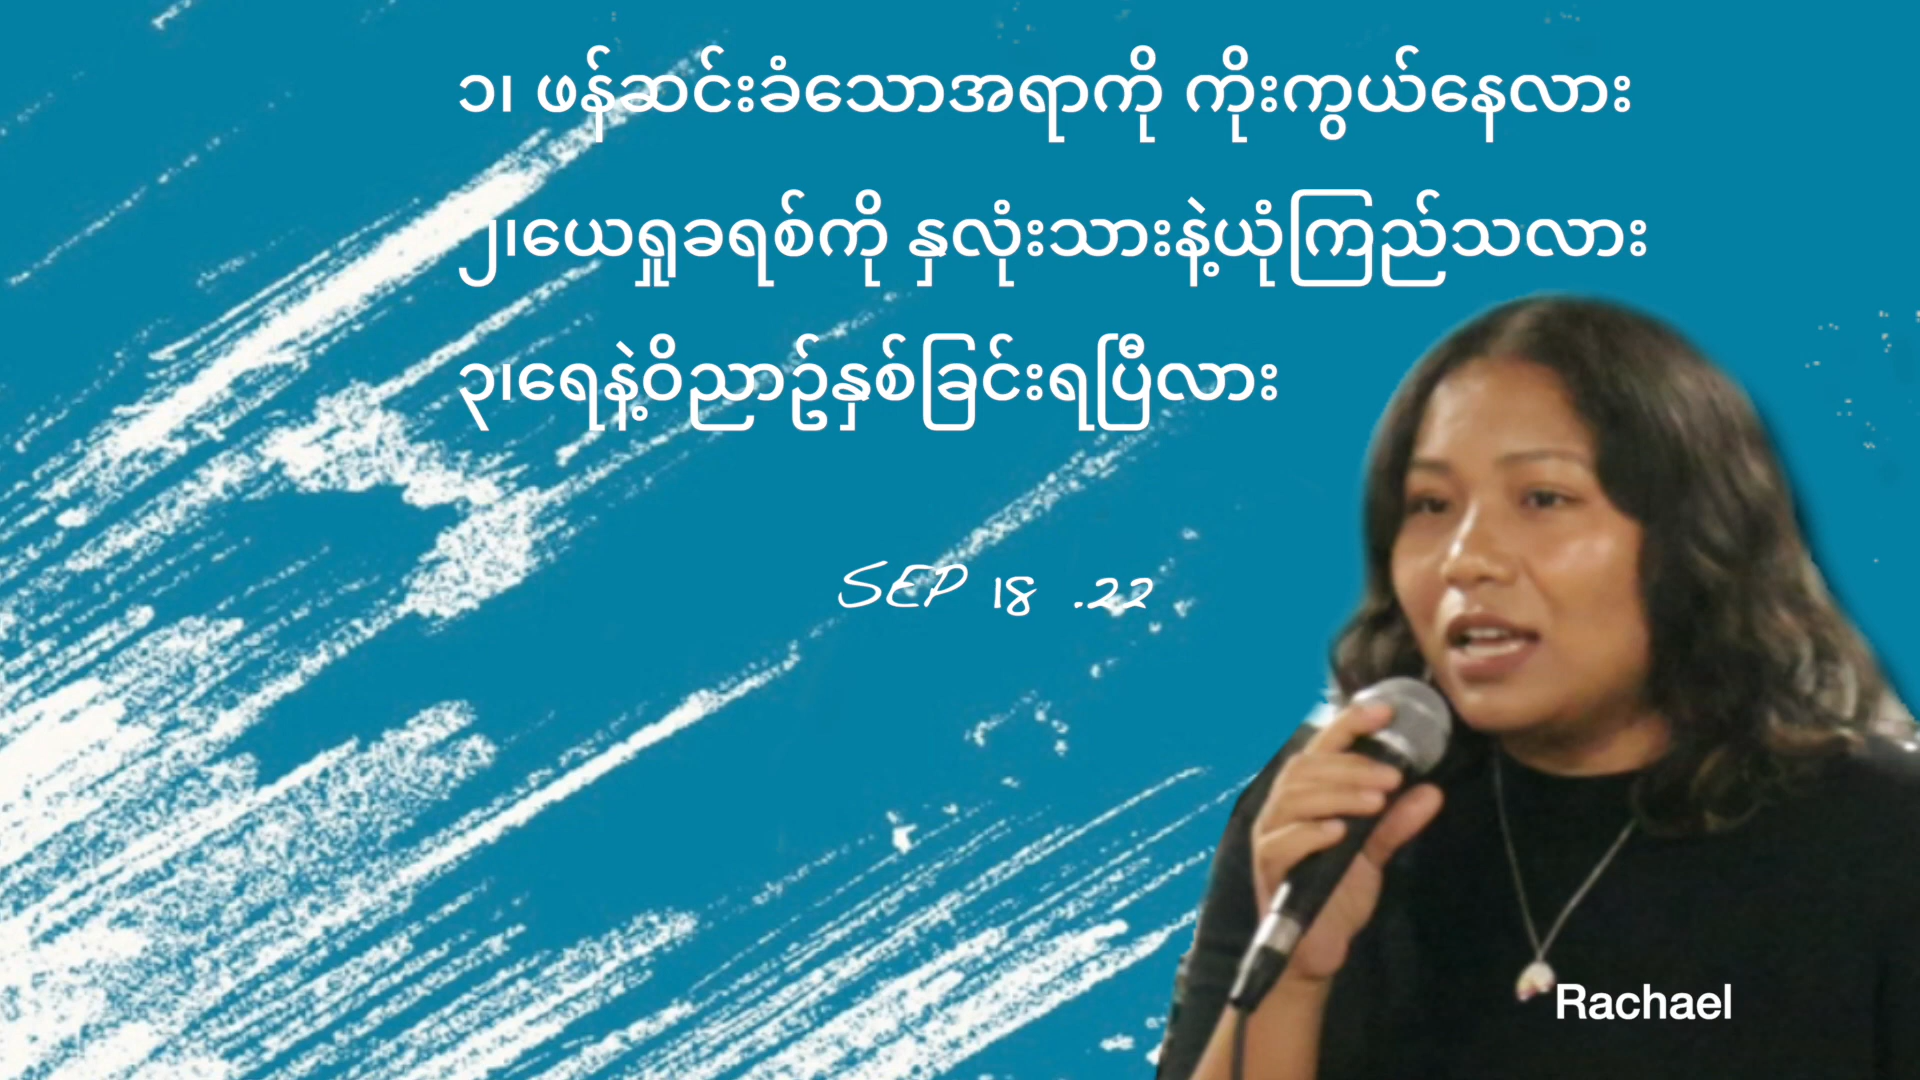 ၁၊ ဖန်ဆင်းခံသောအရာကို ကိုးကွယ်နေလား
၂၊ယေရှုခရစ်ကို နှလုံးသားနဲ့ယုံကြည်သလား
၃၊ရေနဲ့ဝိညာဥ်နှစ်ခြင်းရပြီလား
SEP 18 .22
Rachael